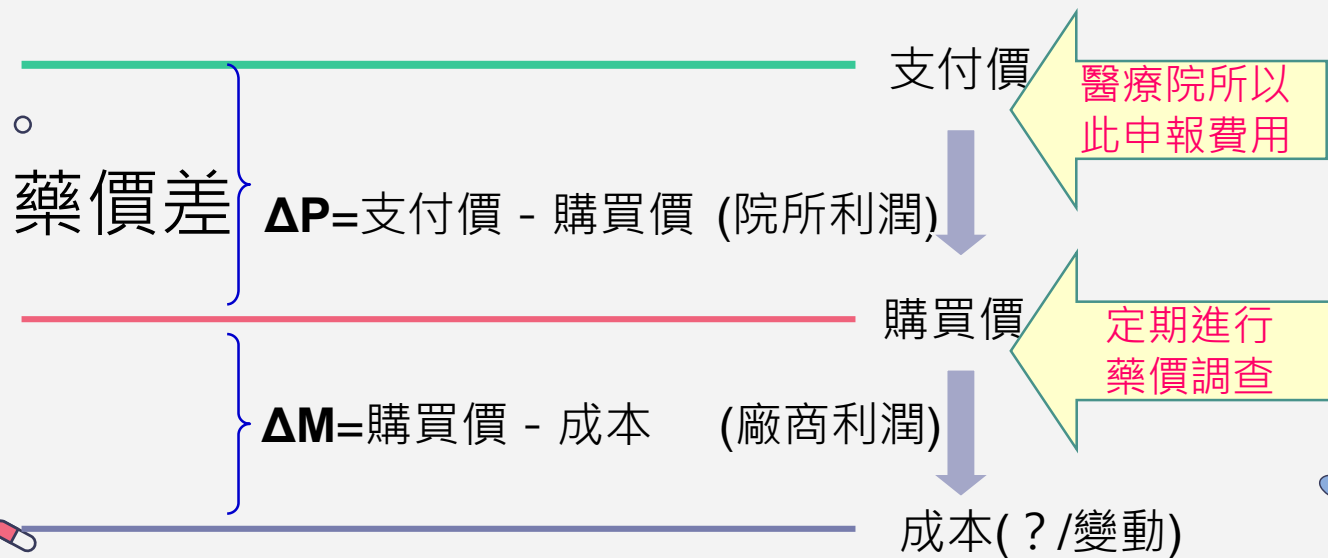 支付價
醫療院所以
此申報費用
藥價差
ΔP=支付價 - 購買價 (院所利潤)
購買價
定期進行
藥價調查
ΔM=購買價 - 成本 (廠商利潤)
成本(？/變動)